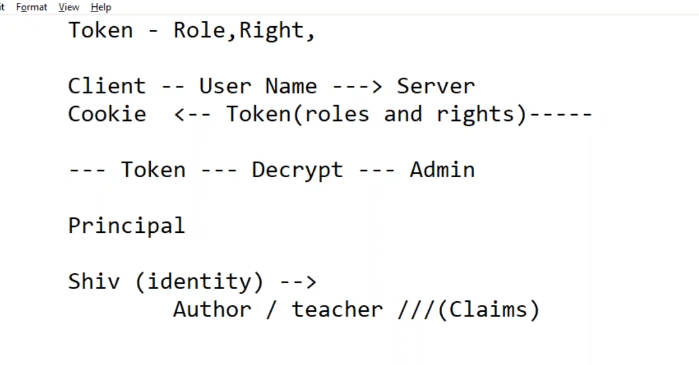 it Format View Help
Token - Role,Right,
Client -- User Name ---> Server
Cookie <-- Token(roles and rights)-----
--- Token --- Decrypt --- Admin
Principal
Shiv (identity) -->
Author / teacher ///(Claims)